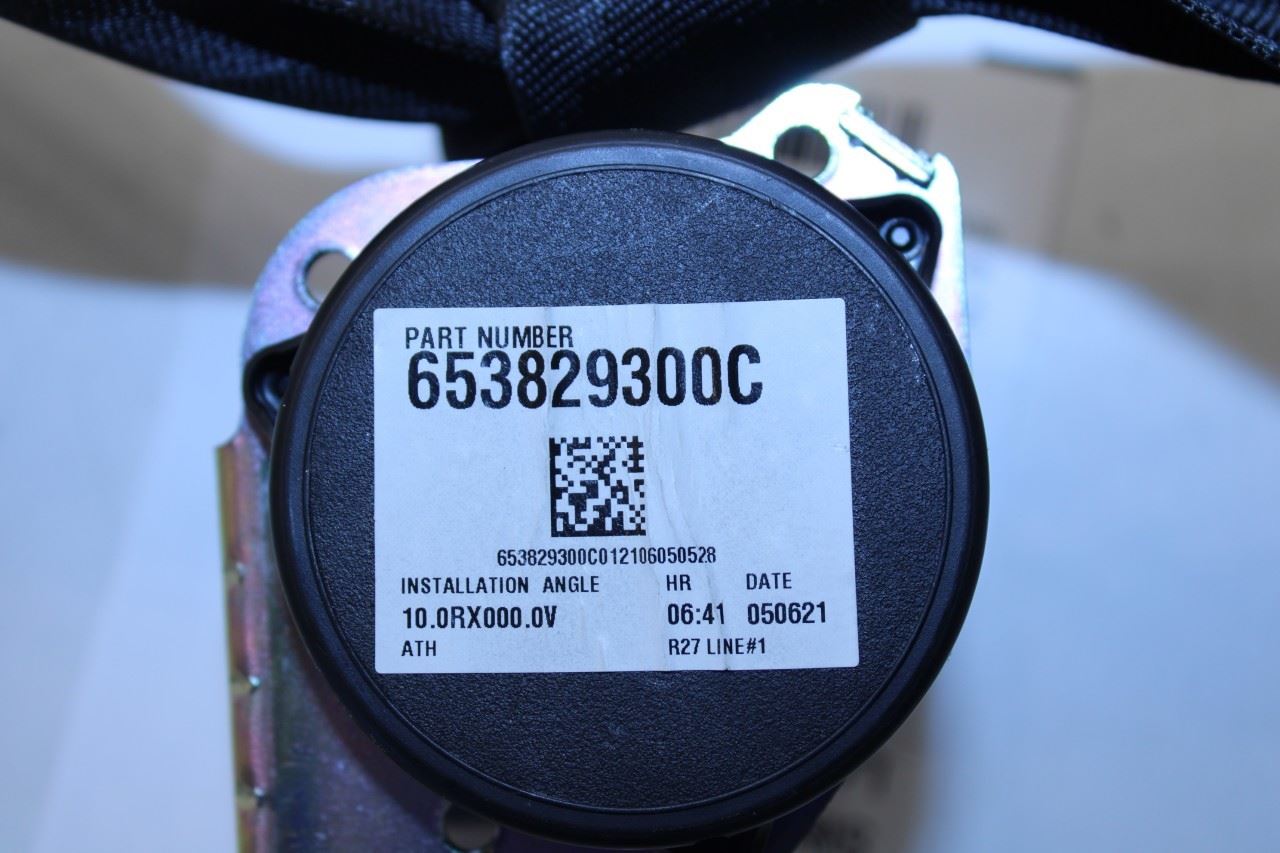 PART NUMBER
653829300C
653829300C012106050528
INSTALLATION ANGLE HR DATE
10.0RX000.0V 06:41 050621
ATH R27 LINE#1